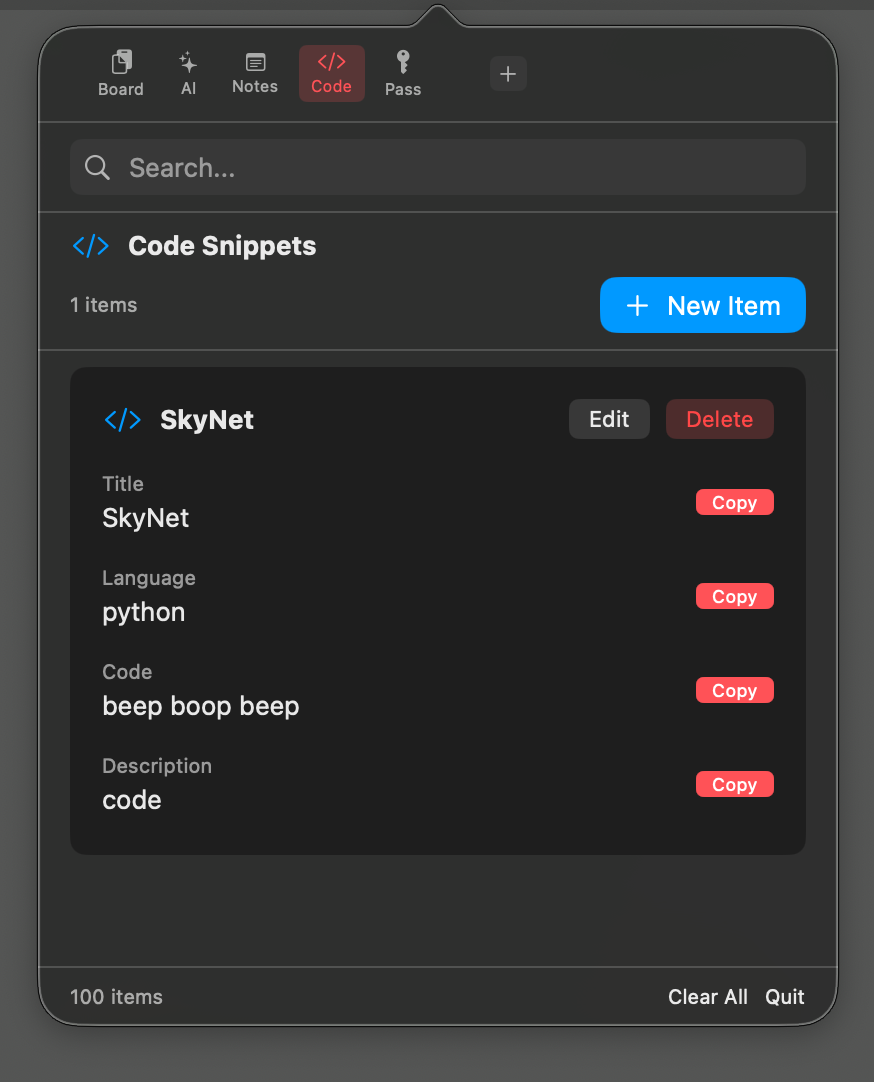 Board AI Notes Code Pass
Search...
</> Code Snippets
1 items
+ New Item
</> SkyNet Edit Delete
Title
SkyNet
Copy
Language
python
Copy
Code
beep boop beep
Copy
Description
code
Copy
100 items Clear All Quit